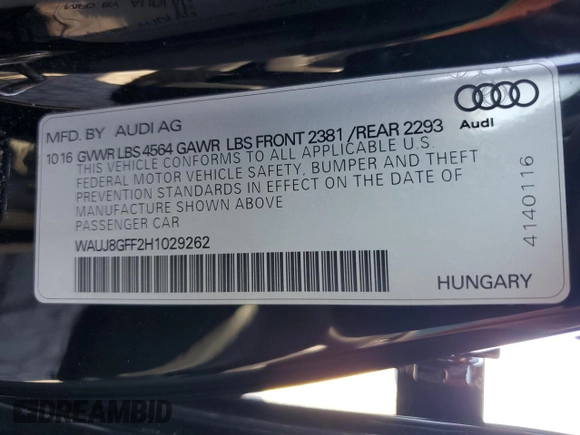 MFD. BY AUDI AG
1016 GVWR LBS 4564 GAWR LBS FRONT 2381 / REAR 2293
THIS VEHICLE CONFORMS TO ALL APPLICABLE U.S.
FEDERAL MOTOR VEHICLE SAFETY, BUMPER AND THEFT
PREVENTION STANDARDS IN EFFECT ON THE DATE OF
MANUFACTURE SHOWN ABOVE
PASSENGER CAR
WAUJ8GFF2H1029262
Audi
4140116
HUNGARY
DREAMBID